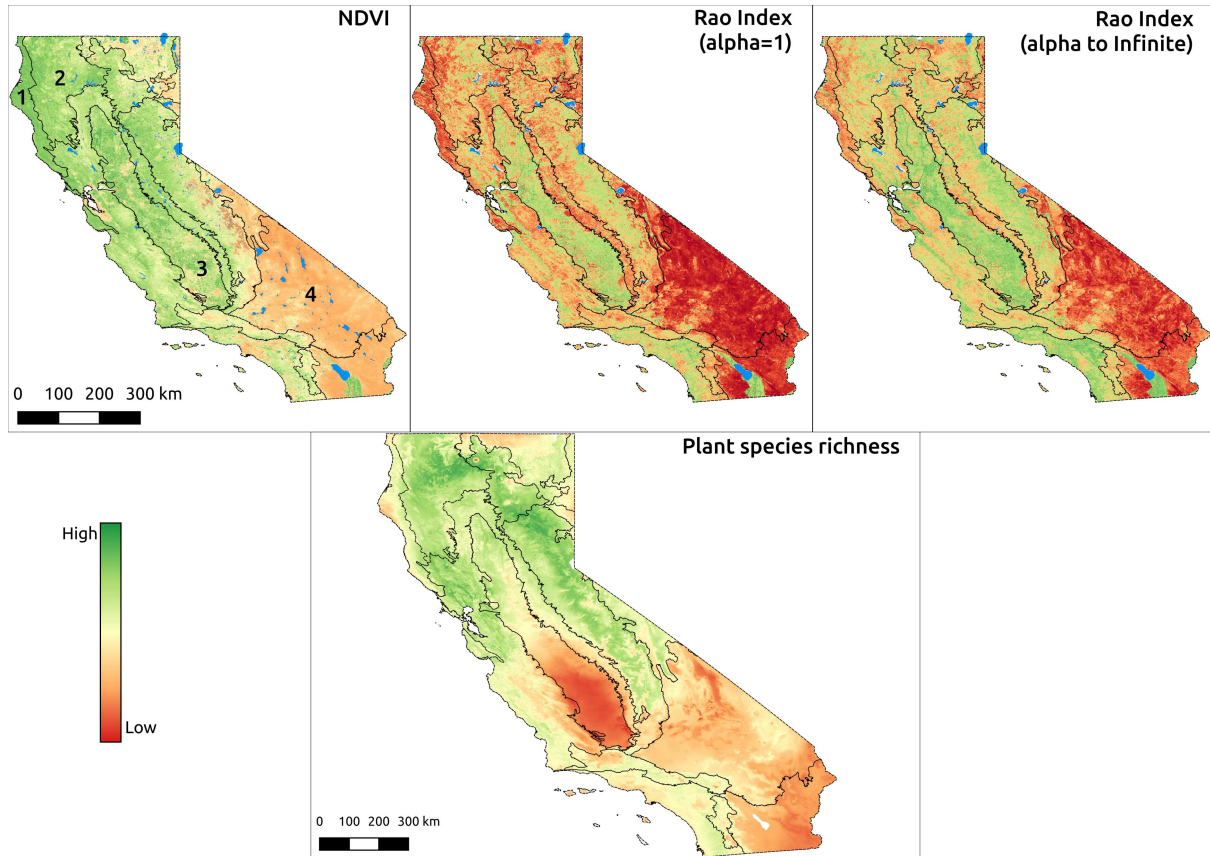 NDVI
Rao Index
(alpha=1)
Rao Index
(alpha to Infinite)
1
2
3
4
0 100 200 300 km
Plant species richness
High
Low
0 100 200 300 km